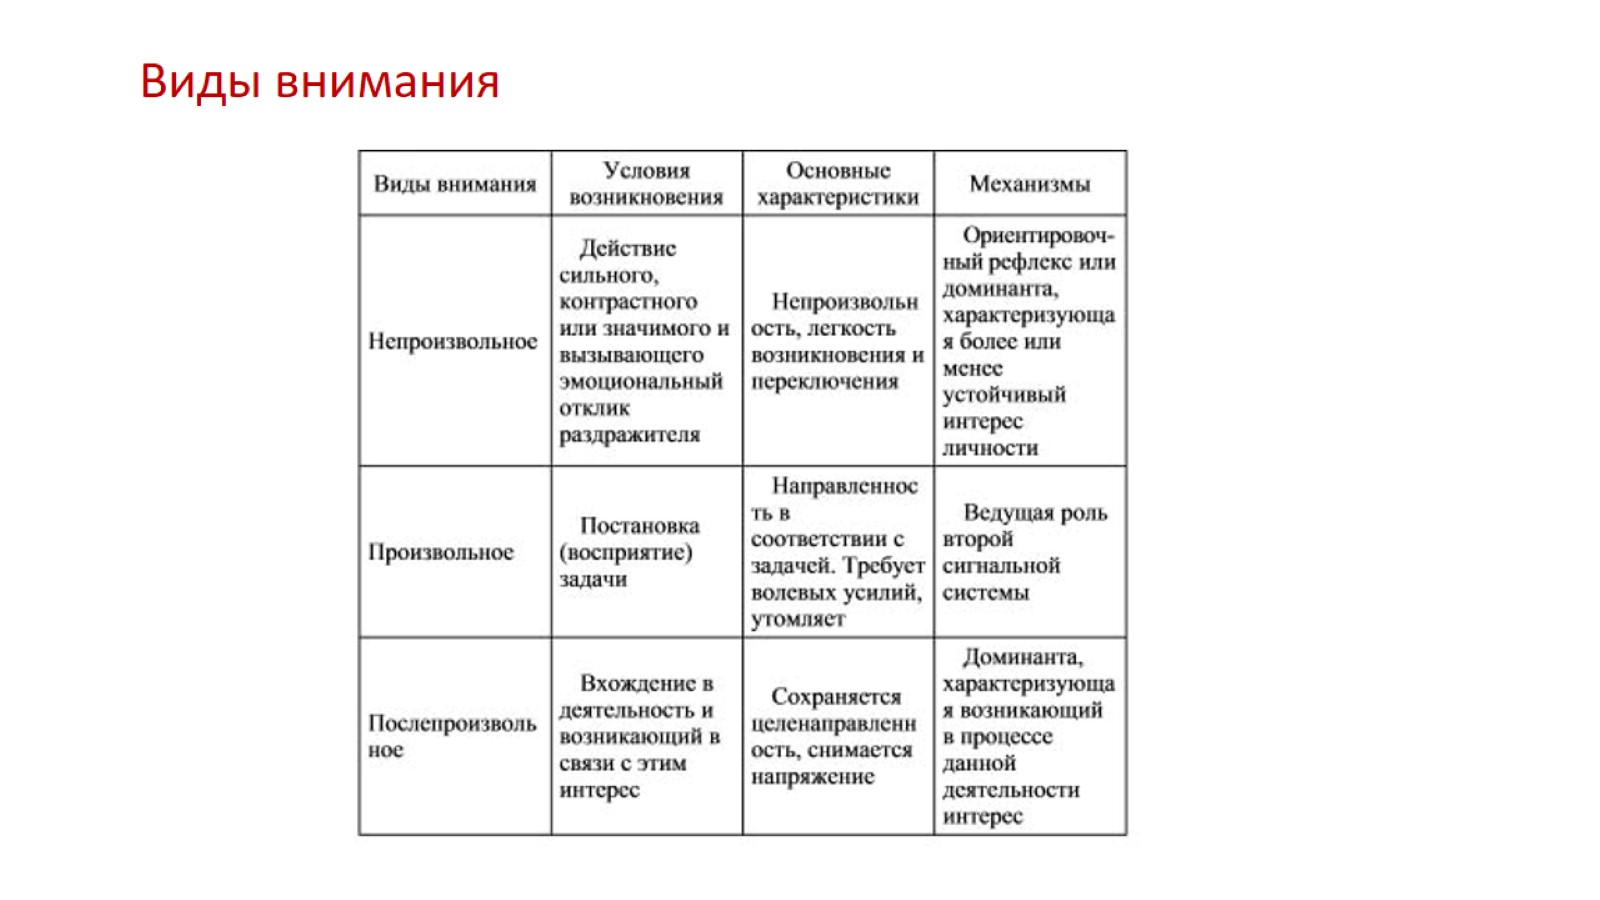 Виды внимания
Виды внимания
Условия
возникновения
Основные
характеристики
Механизмы
Непроизвольное
Действие
сильного,
контрастного
или значимого и
вызывающего
эмоциональный
отклик
раздражителя
Непроизвольн
ость, легкость
возникновения и
переключения
Ориентировоч-
ный рефлекс или
доминанта,
характеризующа
я более или
менее
устойчивый
интерес
личности
Произвольное
Постановка
(восприятие)
задачи
Направленнос
ть в
соответствии с
задачей. Требует
волевых усилий,
утомляет
Ведущая роль
второй
сигнальной
системы
Послепроизволь
ное
Вхождение в
деятельность и
возникающий в
связи с этим
интерес
Сохраняется
целенаправленн
ость, снимается
напряжение
Доминанта,
характеризующа
я возникающий
в процессе
данной
деятельности
интерес